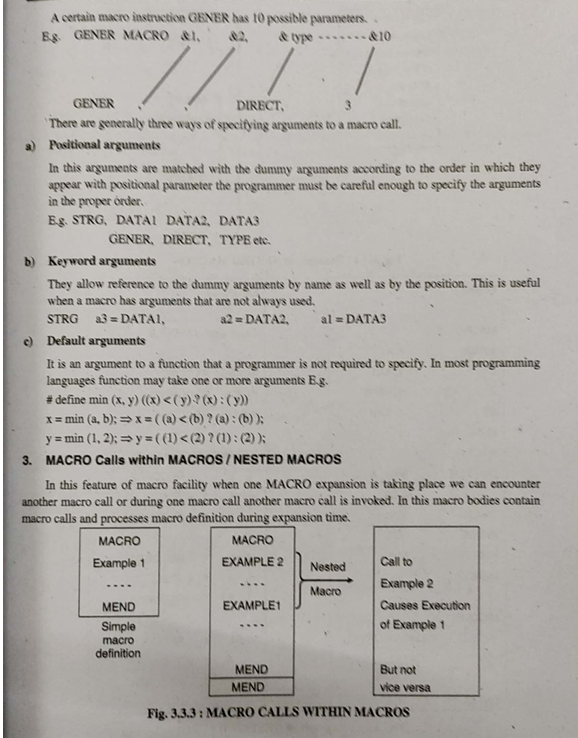 A certain macro instruction GENER has 10 possible parameters.
E.g. GENER MACRO &1, &2, & type ------- &10
GENER , , DIRECT, 3
There are generally three ways of specifying arguments to a macro call.
a) Positional arguments
In this arguments are matched with the dummy arguments according to the order in which they
appear with positional parameter the programmer must be careful enough to specify the arguments
in the proper order.
E.g. STRG, DATA1 DATA2, DATA3
GENER, DIRECT, TYPE etc.
b) Keyword arguments
They allow reference to the dummy arguments by name as well as by the position. This is useful
when a macro has arguments that are not always used.
STRG a3 = DATA1, a2 = DATA2, a1 = DATA3
c) Default arguments
It is an argument to a function that a programmer is not required to specify. In most programming
languages function may take one or more arguments E.g.
# define min (x, y) ((x) < (y) ? (x) : (y))
x = min (a, b); ⇒ x = ( (a) < (b) ? (a) : (b) );
y = min (1, 2); ⇒ y = ( (1) < (2) ? (1) : (2) );
3. MACRO Calls within MACROS / NESTED MACROS
In this feature of macro facility when one MACRO expansion is taking place we can encounter
another macro call or during one macro call another macro call is invoked. In this macro bodies contain
macro calls and processes macro definition during expansion time.
MACRO
Example 1
----
MEND
Simple
macro
definition
MACRO
EXAMPLE 2
----
EXAMPLE1
----
MEND
MEND
Nested
Macro
Call to
Example 2
Causes Execution
of Example 1
But not
vice versa
Fig. 3.3.3 : MACRO CALLS WITHIN MACROS